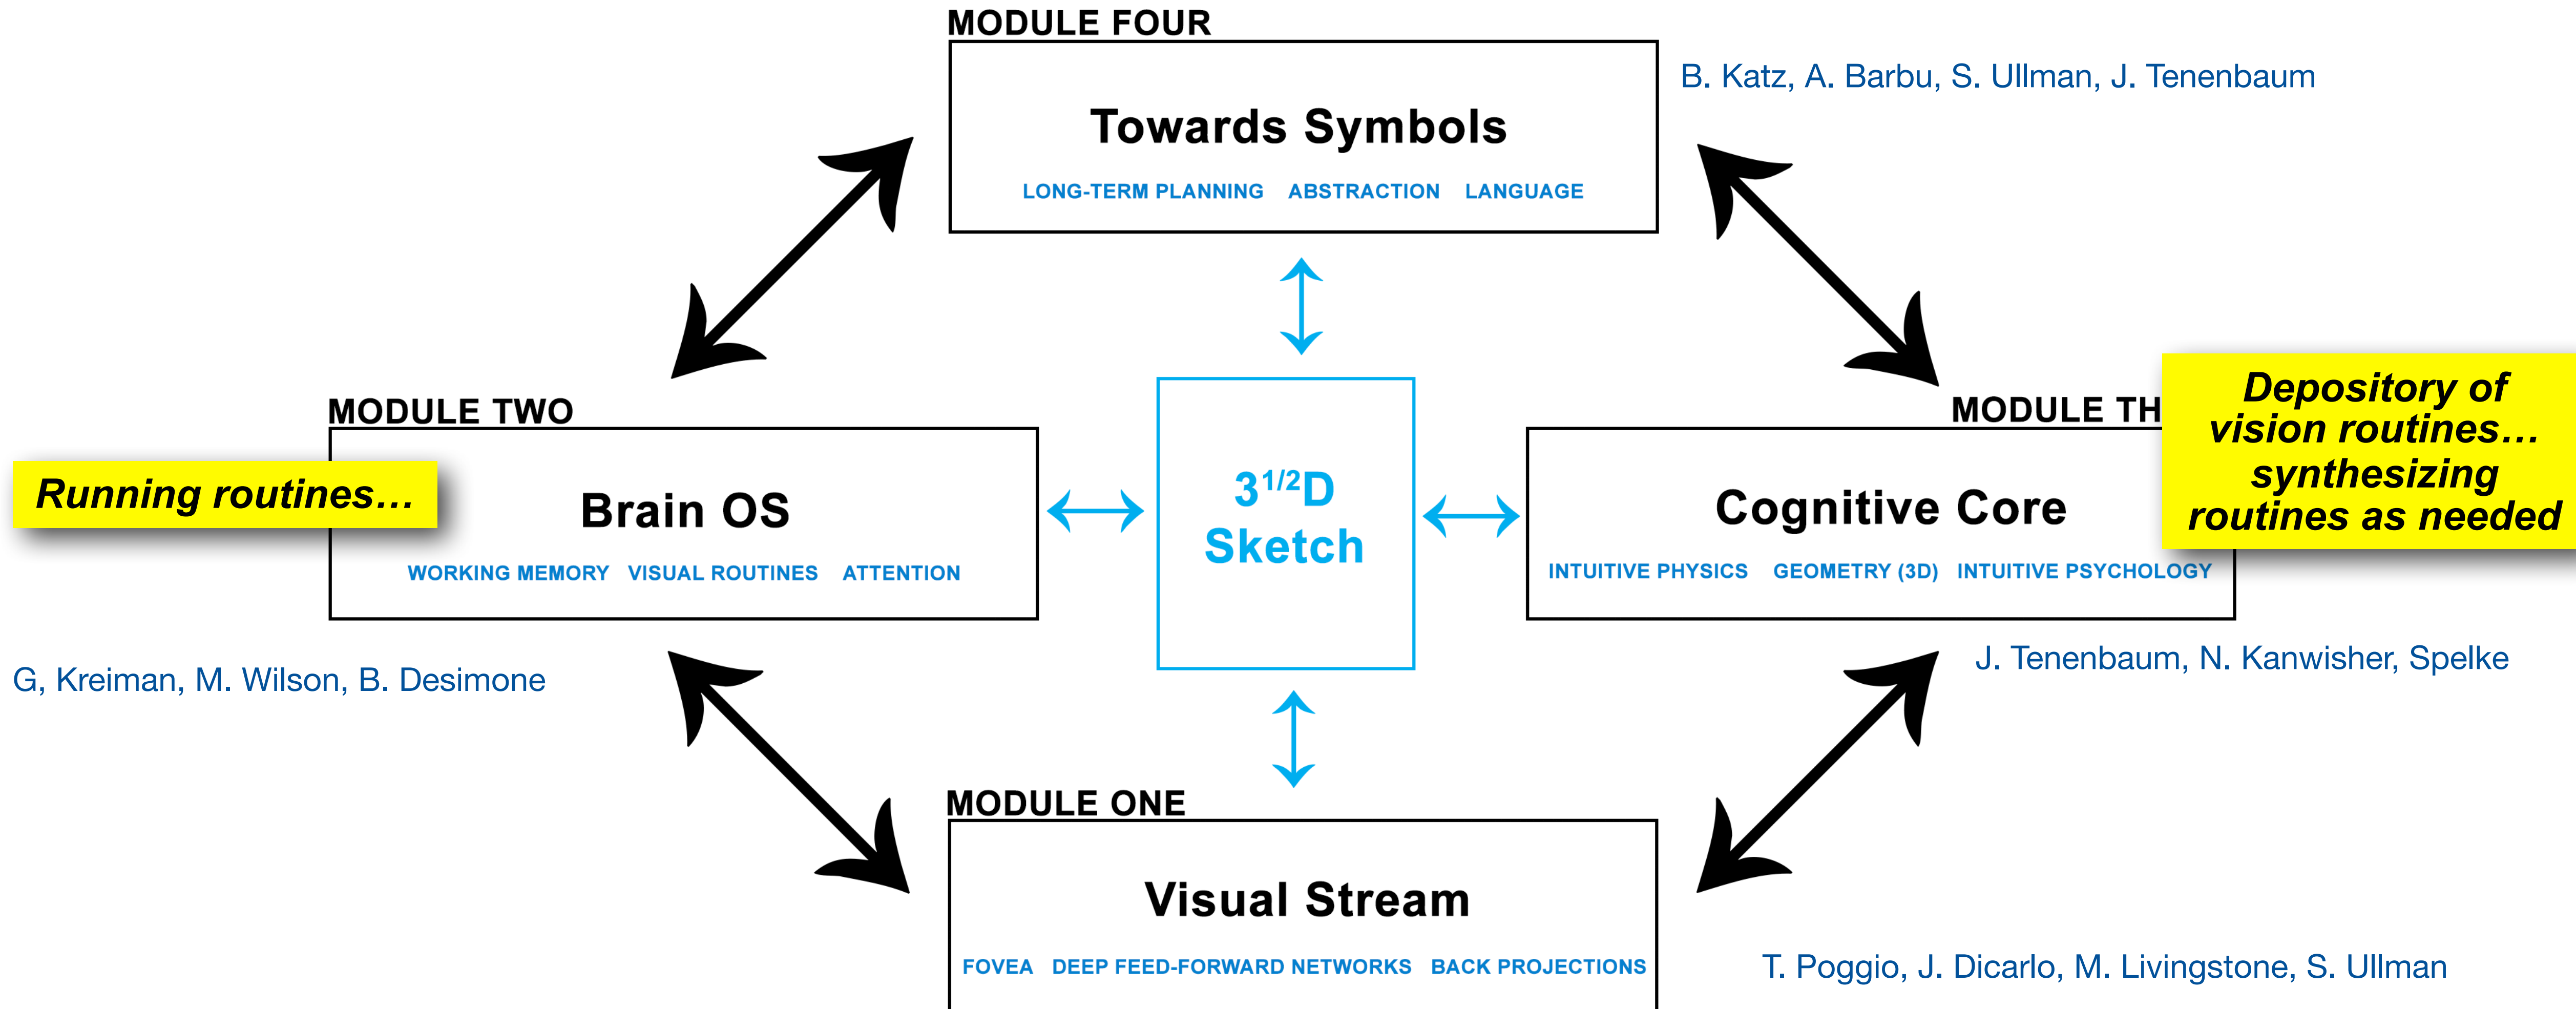 MODULE FOUR
Towards Symbols
LONG-TERM PLANNING ABSTRACTION LANGUAGE
B. Katz, A. Barbu, S. Ullman, J. Tenenbaum
MODULE TWO
Running routines...
Brain OS
WORKING MEMORY VISUAL ROUTINES ATTENTION
G, Kreiman, M. Wilson, B. Desimone
3 1/2D
Sketch
MODULE TH
Depository of
vision routines...
synthesizing
routines as needed
Cognitive Core
INTUITIVE PHYSICS GEOMETRY (3D) INTUITIVE PSYCHOLOGY
J. Tenenbaum, N. Kanwisher, Spelke
MODULE ONE
Visual Stream
FOVEA DEEP FEED-FORWARD NETWORKS BACK PROJECTIONS
T. Poggio, J. Dicarlo, M. Livingstone, S. Ullman